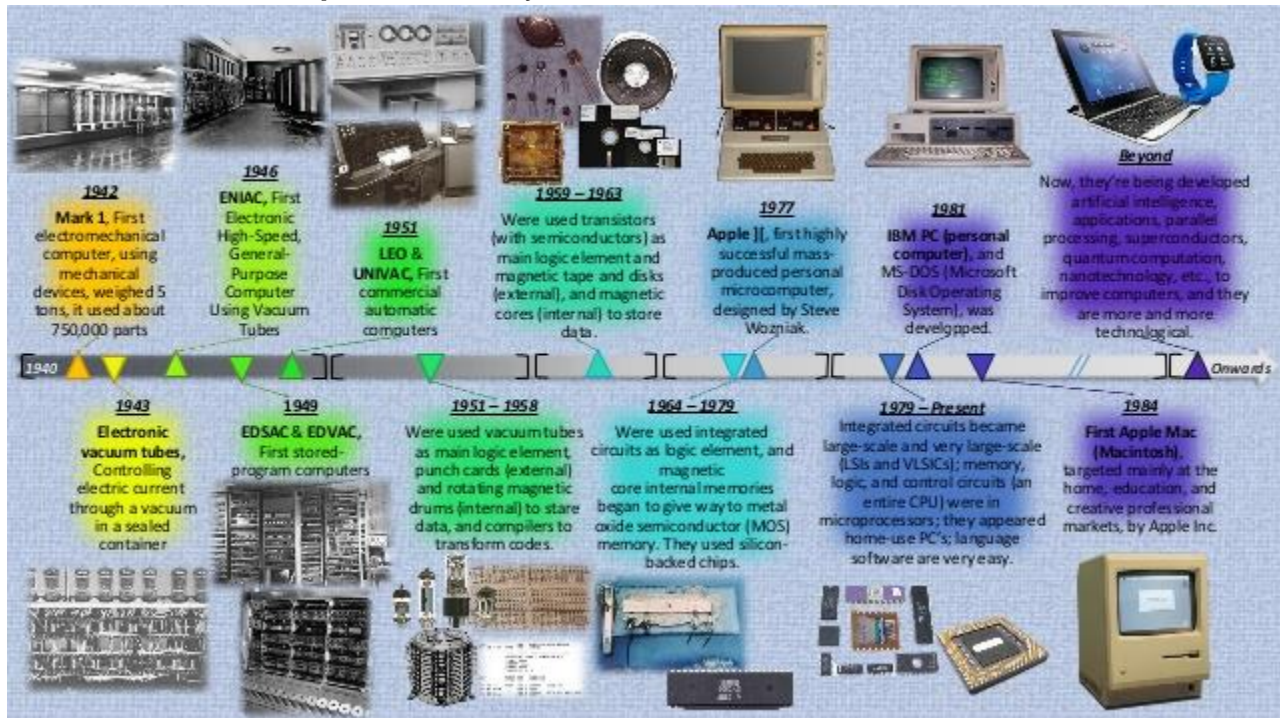 1942
Mark 1, First
electromechanical
computer, using
mechanical
devices, weighed 5
tons, it used about
750,000 parts
1946
ENIAC, First
Electronic
High-Speed,
General-
Purpose
Computer
Using Vacuum
Tubes
1951
LEO &
UNIVAC, First
commercial
automatic
computers
1959 – 1963
Were used transistors
(with semiconductors) as
main logic element and
magnetic tape and disks
(external), and magnetic
cores (internal) to store
data.
1977
Apple ][, first highly
successful mass-
produced personal
microcomputer,
designed by Steve
Wozniak.
1981
IBM PC (personal
computer), and
MS-DOS (Microsoft
Disk Operating
System), was
developped.
Beyond
Now, they're being developed
artificial intelligence,
applications, parallel
processing, superconductors,
quantum computation,
nanotechnology, etc., to
improve computers, and they
are more and more
technological.
1940
Onwards
1943
Electronic
vacuum tubes,
Controlling
electric current
through a vacuum
in a sealed
container
1949
EDSAC & EDVAC,
First stored-
program computers
1951 – 1958
Were used vacuum tubes
as main logic element,
punch cards (external)
and rotating magnetic
drums (internal) to stare
data, and compilers to
transform codes.
1964 – 1979
Were used integrated
circuits as logic element, and
magnetic
core internal memories
began to give way to metal
oxide semiconductor (MOS)
memory. They used silicon-
backed chips.
1979 – Present
Integrated circuits became
large-scale and very large-scale
(LSIs and VLSICs); memory,
logic, and control circuits (an
entire CPU) were in
microprocessors; they appeared
home-use PC's; language
software are very easy.
1984
First Apple Mac
(Macintosh),
targeted mainly at the
home, education, and
creative professional
markets, by Apple Inc.